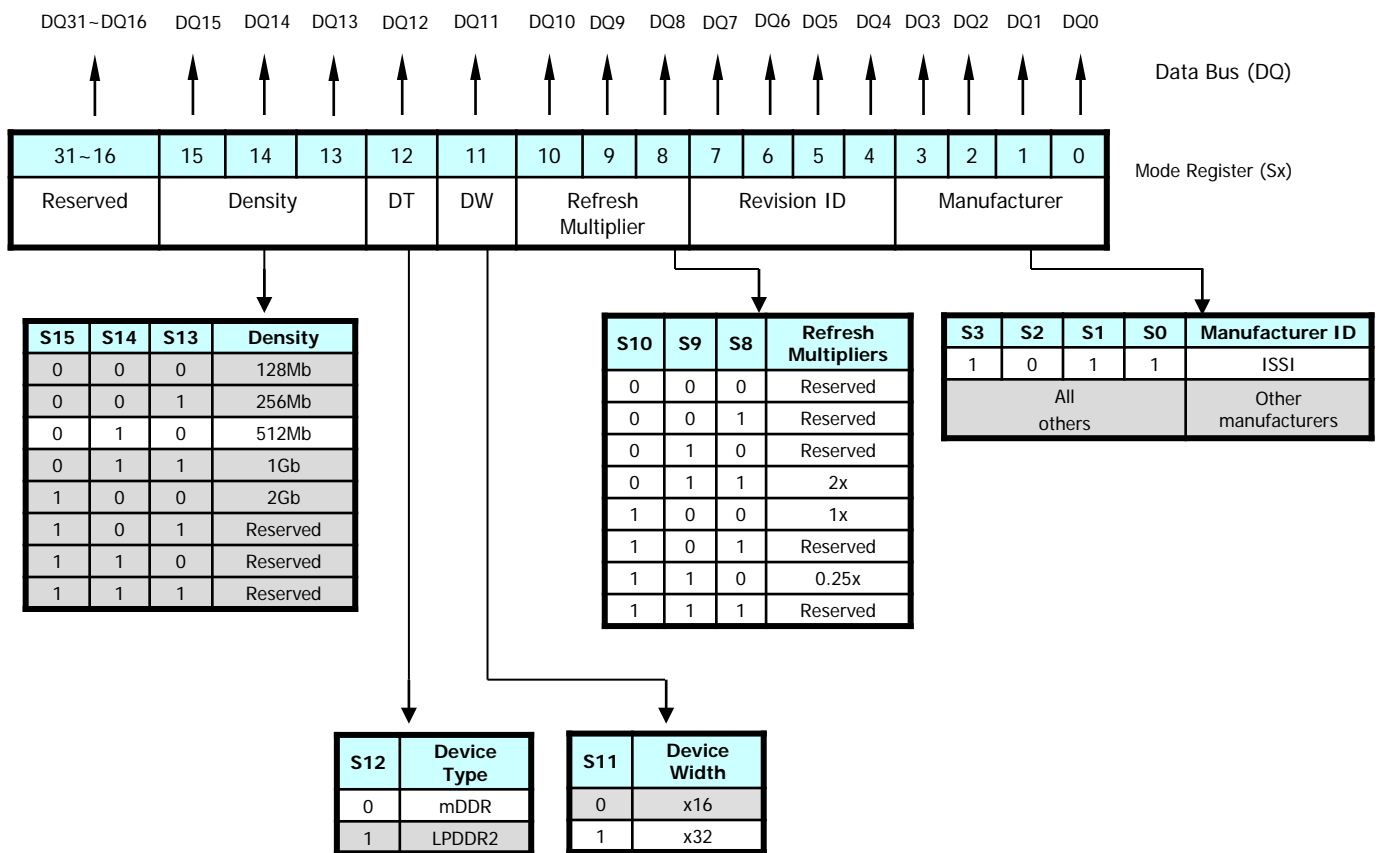 DQ31~DQ16 DQ15 DQ14 DQ13 DQ12 DQ11 DQ10 DQ9 DQ8 DQ7 DQ6 DQ5 DQ4 DQ3 DQ2 DQ1 DQ0
Data Bus (DQ)
31~16 15 14 13 12 11 10 9 8 7 6 5 4 3 2 1 0
Mode Register (Sx)
Reserved Density DT DW Refresh Multiplier Revision ID Manufacturer
S15 S14 S13 Density
0 0 0 128Mb
0 0 1 256Mb
0 1 0 512Mb
0 1 1 1Gb
1 0 0 2Gb
1 0 1 Reserved
1 1 0 Reserved
1 1 1 Reserved
S10 S9 S8 Refresh Multipliers
0 0 0 Reserved
0 0 1 Reserved
0 1 0 Reserved
0 1 1 2x
1 0 0 1x
1 0 1 Reserved
1 1 0 0.25x
1 1 1 Reserved
S3 S2 S1 S0 Manufacturer ID
1 0 1 1 ISSI
All others Other manufacturers
S12 Device Type
0 mDDR
1 LPDDR2
S11 Device Width
0 x16
1 x32